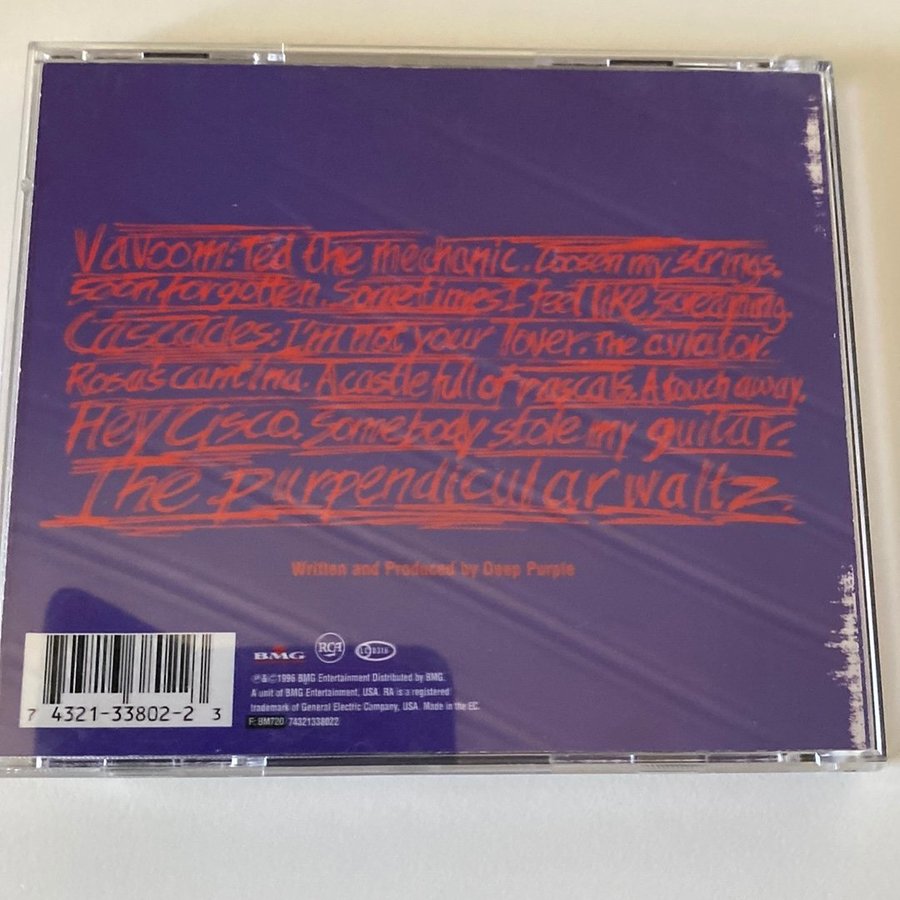 Vavoom: Ted the mechanic. Loosen my strings.
Soon forgotten. Sometimes I feel like screaming.
Cascades: I'm not your lover. The aviator.
Rosa's cantina. A castle full of rascals. A touch away.
Hey Cisco. Somebody stole my guitar.
The purpendicular waltz.
Written and Produced by Deep Purple
BMG RCA LC 0316
℗&©1996 BMG Entertainment Distributed by BMG.
A unit of BMG Entertainment, USA. RA is a registered
trademark of General Electric Company, USA. Made in the EC.
F: BM720 74321338022
7 4321-33802-2 3